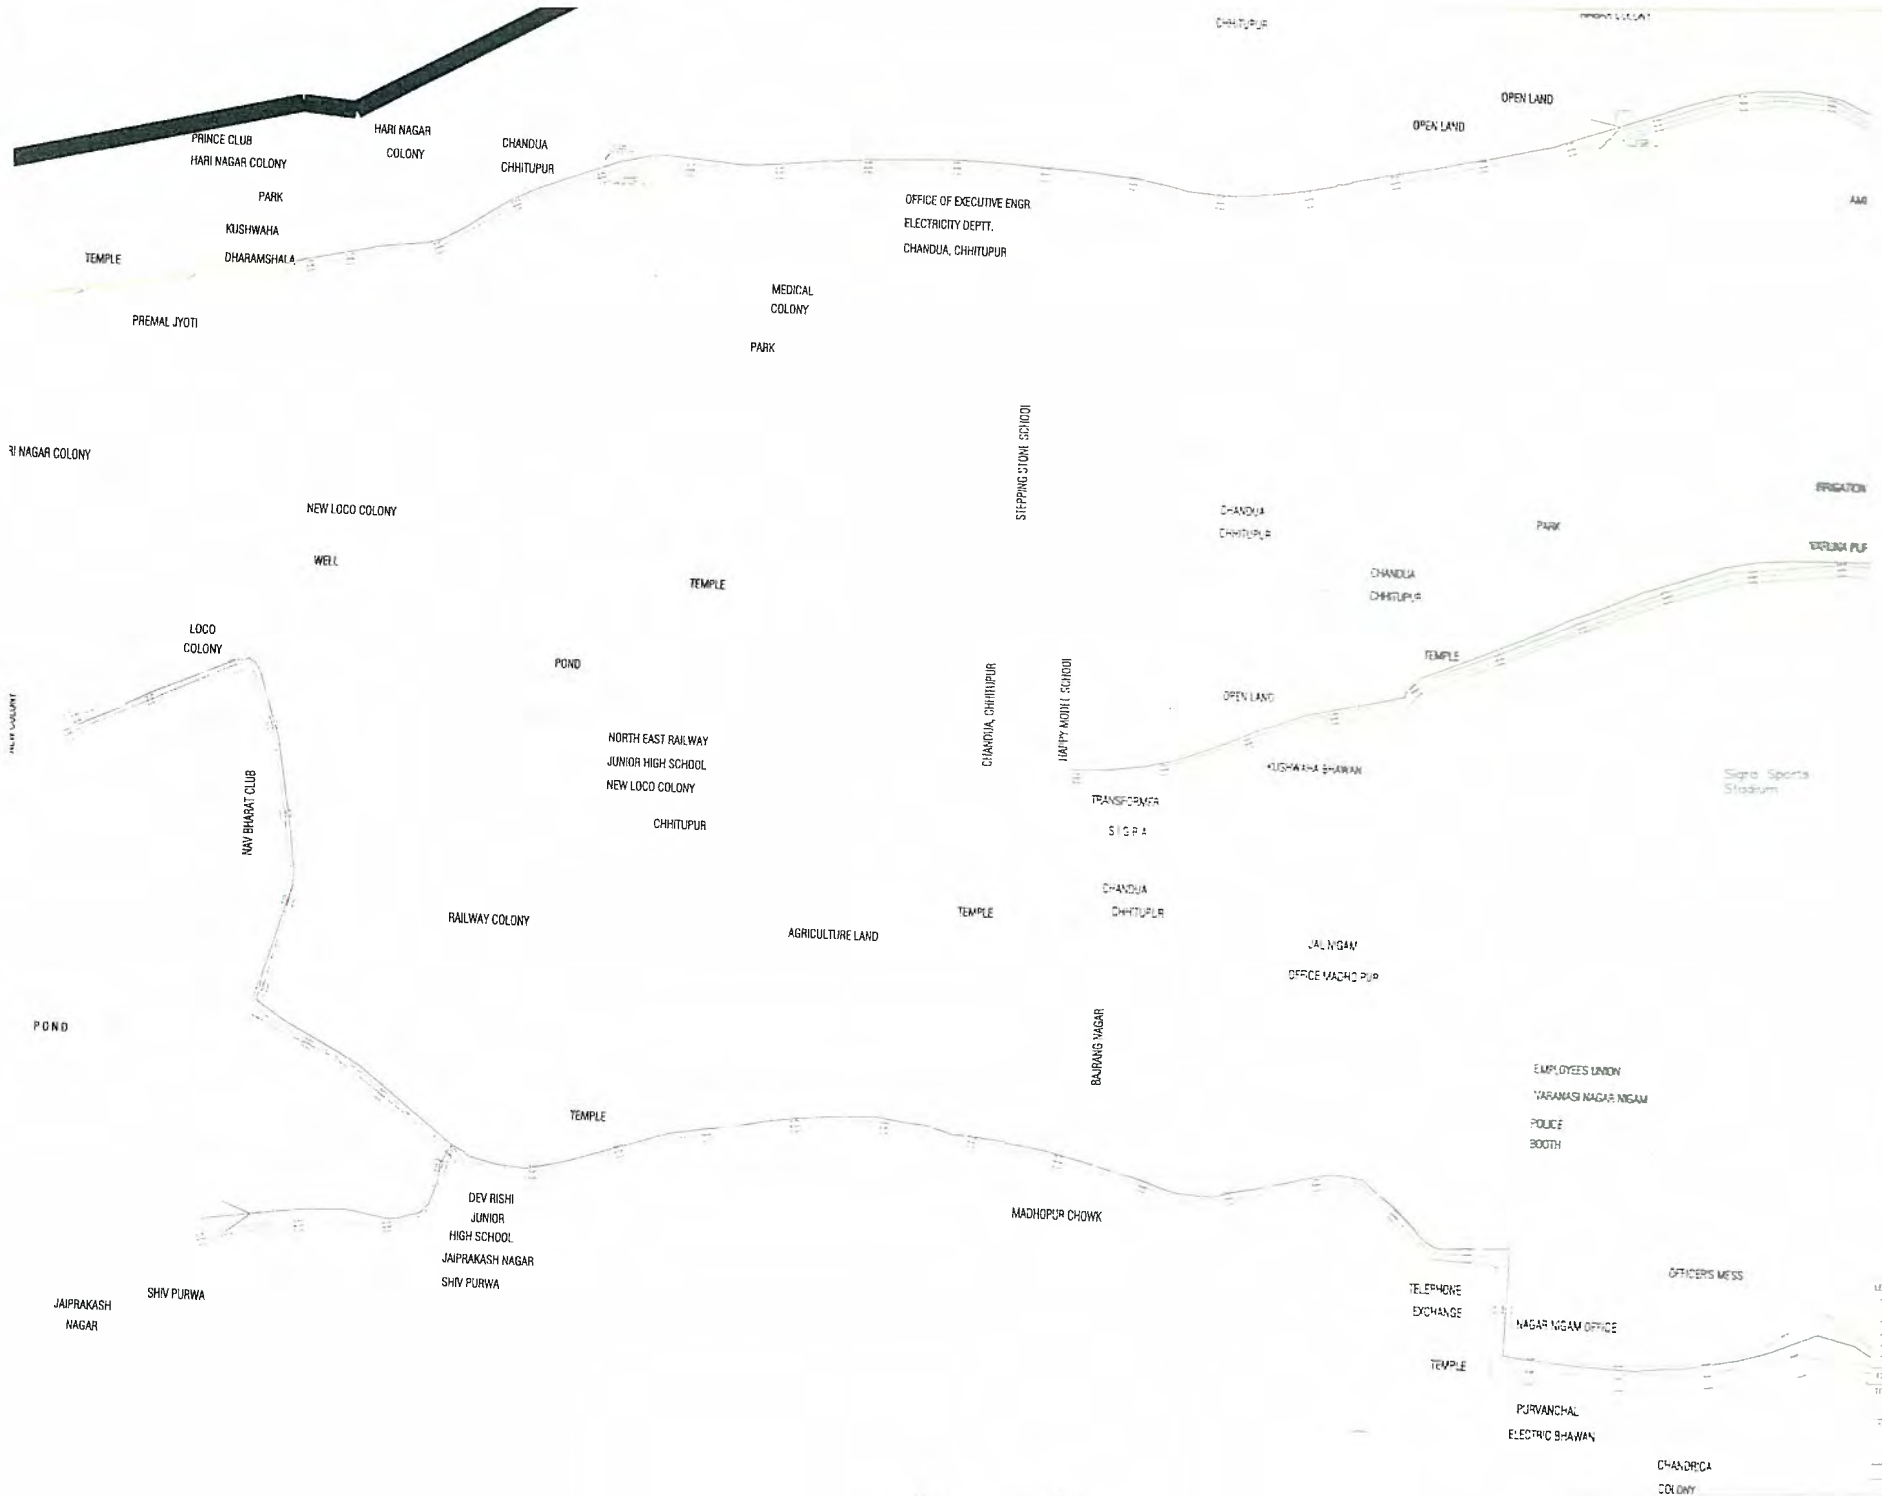 CHHITUPUR
NAGAR COLONY
OPEN LAND
OPEN LAND
PRINCE CLUB
HARI NAGAR COLONY
HARI NAGAR
COLONY
CHANDUA
CHHITUPUR
PARK
KUSHWAHA
DHARAMSHALA
TEMPLE
PREMAL JYOTI
OFFICE OF EXECUTIVE ENGR.
ELECTRICITY DEPTT.
CHANDUA, CHHITUPUR
MEDICAL
COLONY
PARK
RI NAGAR COLONY
STEPPING STONE SCHOOL
NEW LOCO COLONY
WELL
TEMPLE
CHANDUA
CHHITUPUR
PARK
IRRIGATION
CHANDUA
CHHITUPUR
LOCO
COLONY
POND
TEMPLE
CHANDUA, CHHITUPUR
HAPPY MODEL SCHOOL
OPEN LAND
NORTH EAST RAILWAY
JUNIOR HIGH SCHOOL
NEW LOCO COLONY
CHHITUPUR
KUSHWAHA BHAWAN
Sigra Sports
Stadium
TRANSFORMER
SIGRA
NAV BHARAT CLUB
CHANDUA
CHHITUPUR
TEMPLE
RAILWAY COLONY
AGRICULTURE LAND
JAL NIGAM
OFFICE MADHO PUR
POND
BAJRANG NAGAR
EMPLOYEES UNION
VARANASI NAGAR NIGAM
POLICE
BOOTH
TEMPLE
DEV RISHI
JUNIOR
HIGH SCHOOL
JAIPRAKASH NAGAR
SHIV PURWA
MADHOPUR CHOWK
SHIV PURWA
JAIPRAKASH
NAGAR
TELEPHONE
EXCHANGE
OFFICER'S MESS
NAGAR NIGAM OFFICE
TEMPLE
PURVANCHAL
ELECTRIC BHAWAN
CHANDRICA
COLONY